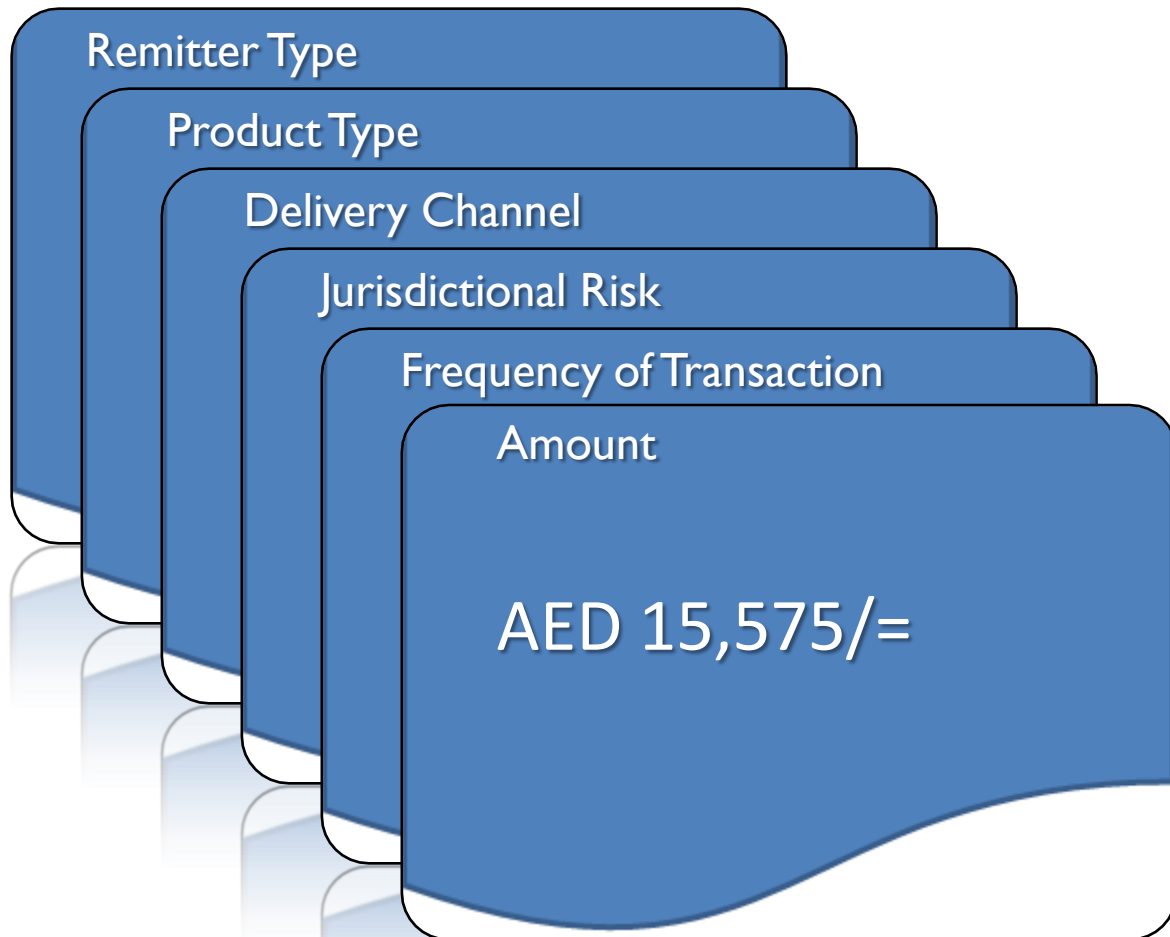 Remitter Type
Product Type
Delivery Channel
Jurisdictional Risk
Frequency of Transaction
Amount
AED 15,575/=